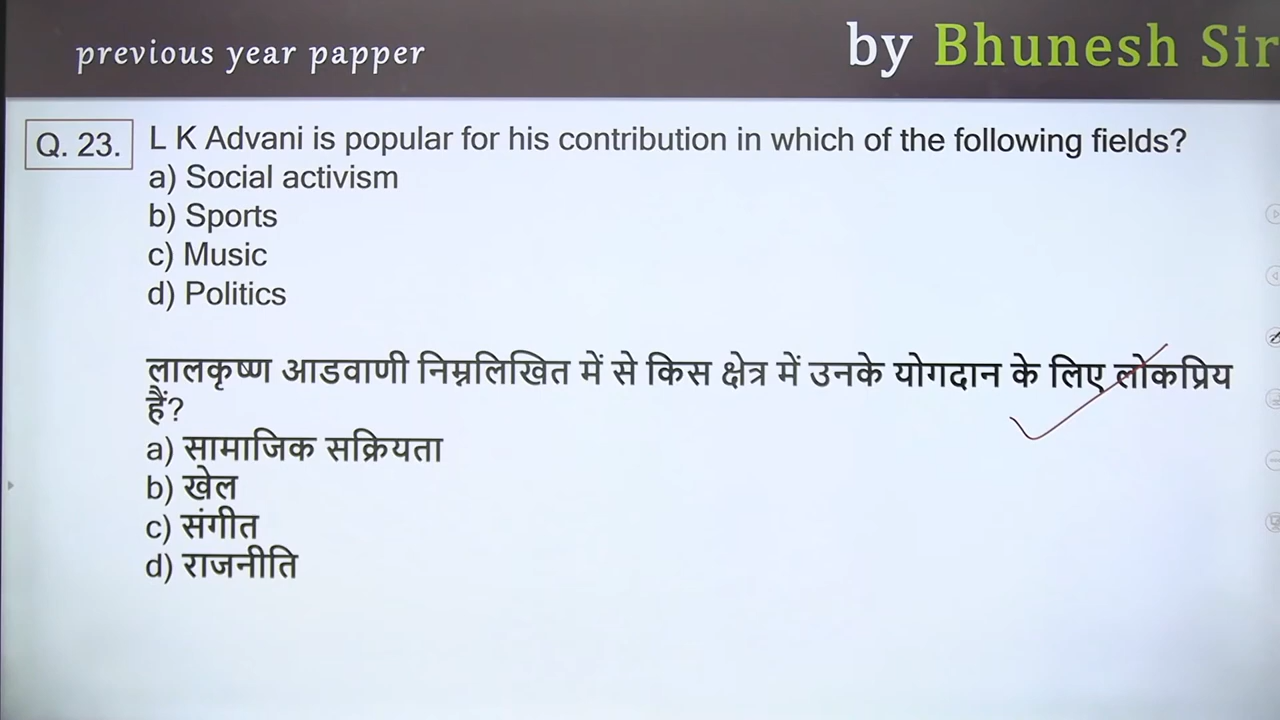 previous year papper
by Bhunesh Sir
Q. 23. L K Advani is popular for his contribution in which of the following fields?
a) Social activism
b) Sports
c) Music
d) Politics
लालकृष्ण आडवाणी निम्नलिखित में से किस क्षेत्र में उनके योगदान के लिए लोकप्रिय
हैं?
a) सामाजिक सक्रियता
b) खेल
c) संगीत
d) राजनीति